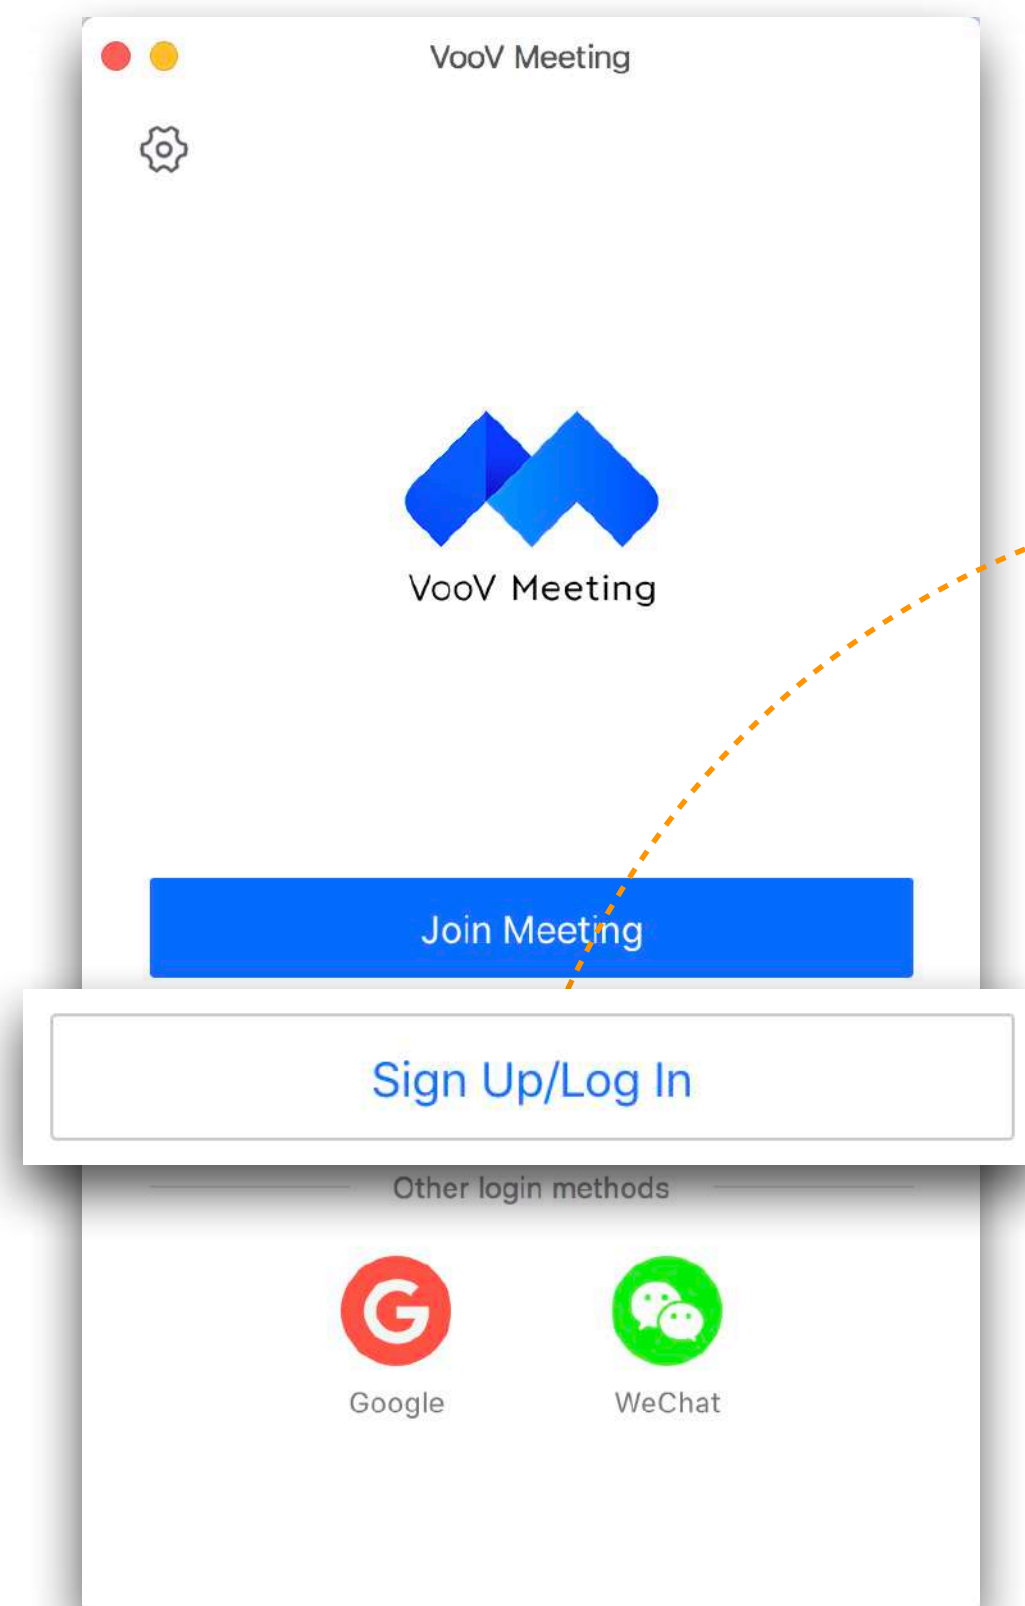 VooV Meeting
VooV Meeting
Join Meeting
Sign Up/Log In
Other login methods
Google
WeChat